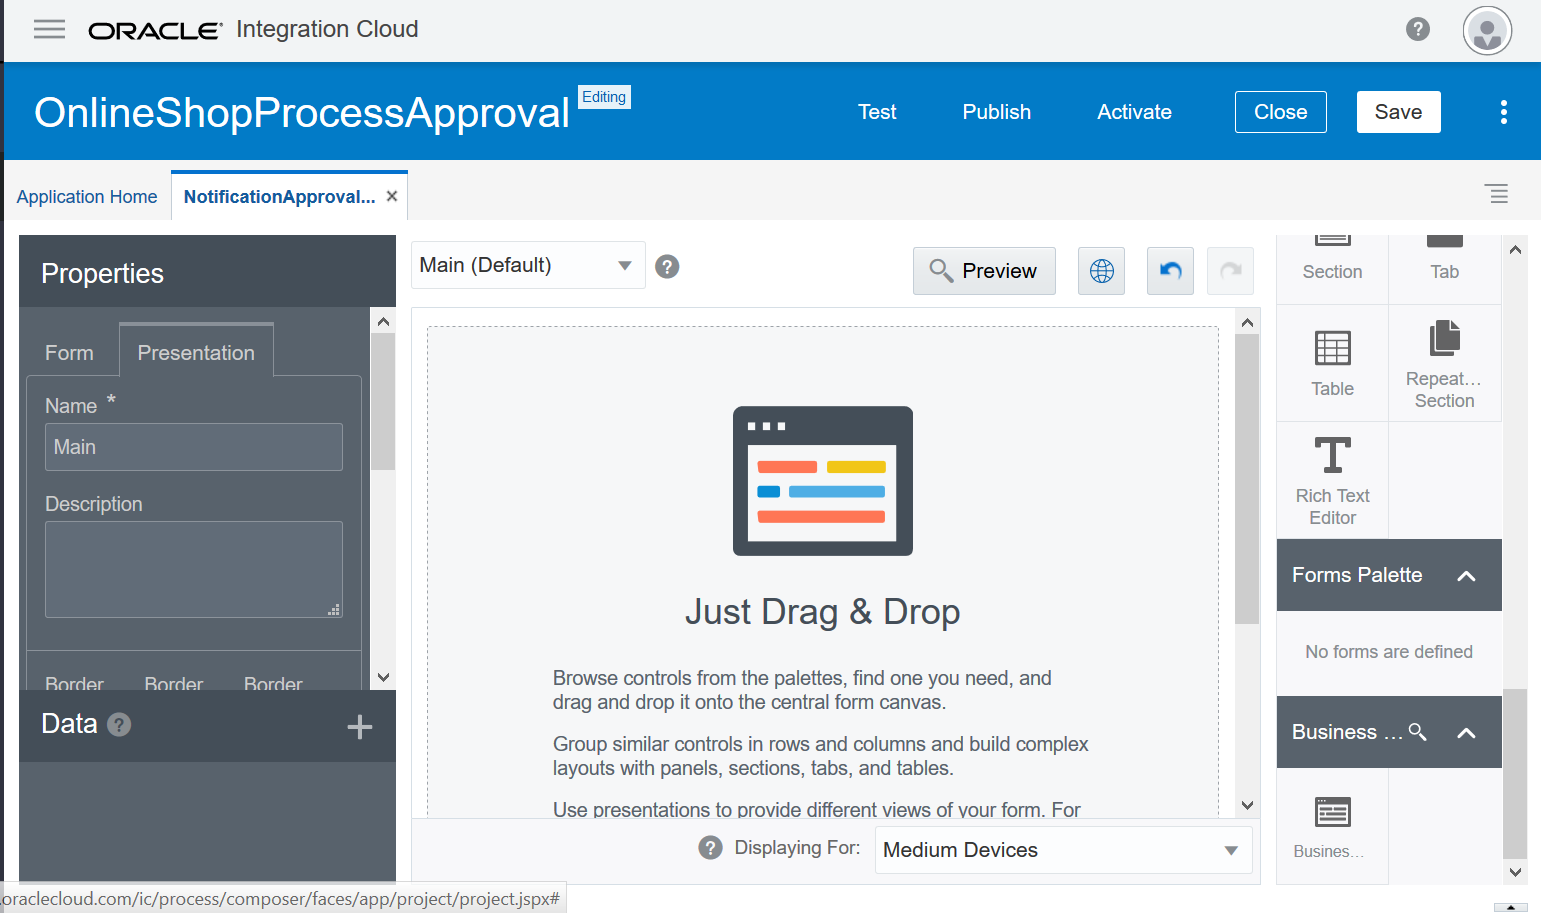 ORACLE Integration Cloud
?
OnlineShopProcessApproval Editing
Test Publish Activate Close Save
Application Home NotificationApproval... ×
Properties
Form Presentation
Name *
Main
Description
Border Border Border
Data ?
Main (Default) ?
Preview
Just Drag & Drop
Browse controls from the palettes, find one you need, and
drag and drop it onto the central form canvas.
Group similar controls in rows and columns and build complex
layouts with panels, sections, tabs, and tables.
Use presentations to provide different views of your form. For
? Displaying For: Medium Devices
Section Tab
Table
Repeat...
Section
Rich Text
Editor
Forms Palette
No forms are defined
Business ...
Busines...
.oraclecloud.com/ic/process/composer/faces/app/project/project.jspx#